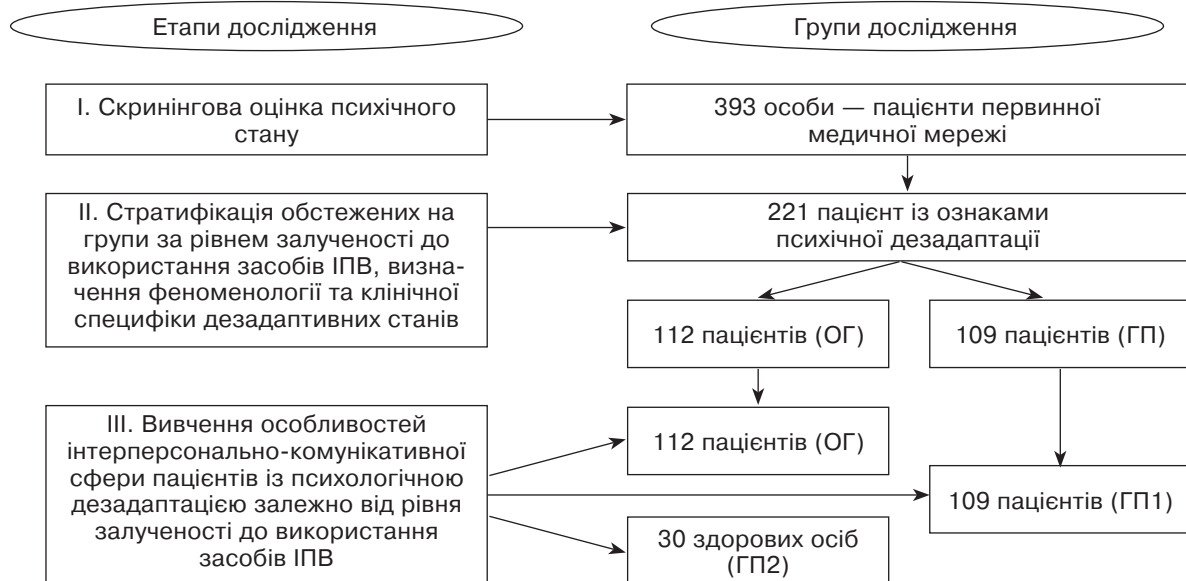 Етапи дослідження
Групи дослідження
І. Скринінгова оцінка психічного
стану
393 особи — пацієнти первинної
медичної мережі
ІІ. Стратифікація обстежених на
групи за рівнем залученості до
використання засобів ІПВ, визна-
чення феноменології та клінічної
специфіки дезадаптивних станів
221 пацієнт із ознаками
психічної дезадаптації
112 пацієнтів (ОГ)
109 пацієнтів (ГП)
ІІІ. Вивчення особливостей
інтерперсонально-комунікативної
сфери пацієнтів із психологічною
дезадаптацією залежно від рівня
залученості до використання
засобів ІПВ
112 пацієнтів (ОГ)
109 пацієнтів (ГП1)
30 здорових осіб
(ГП2)